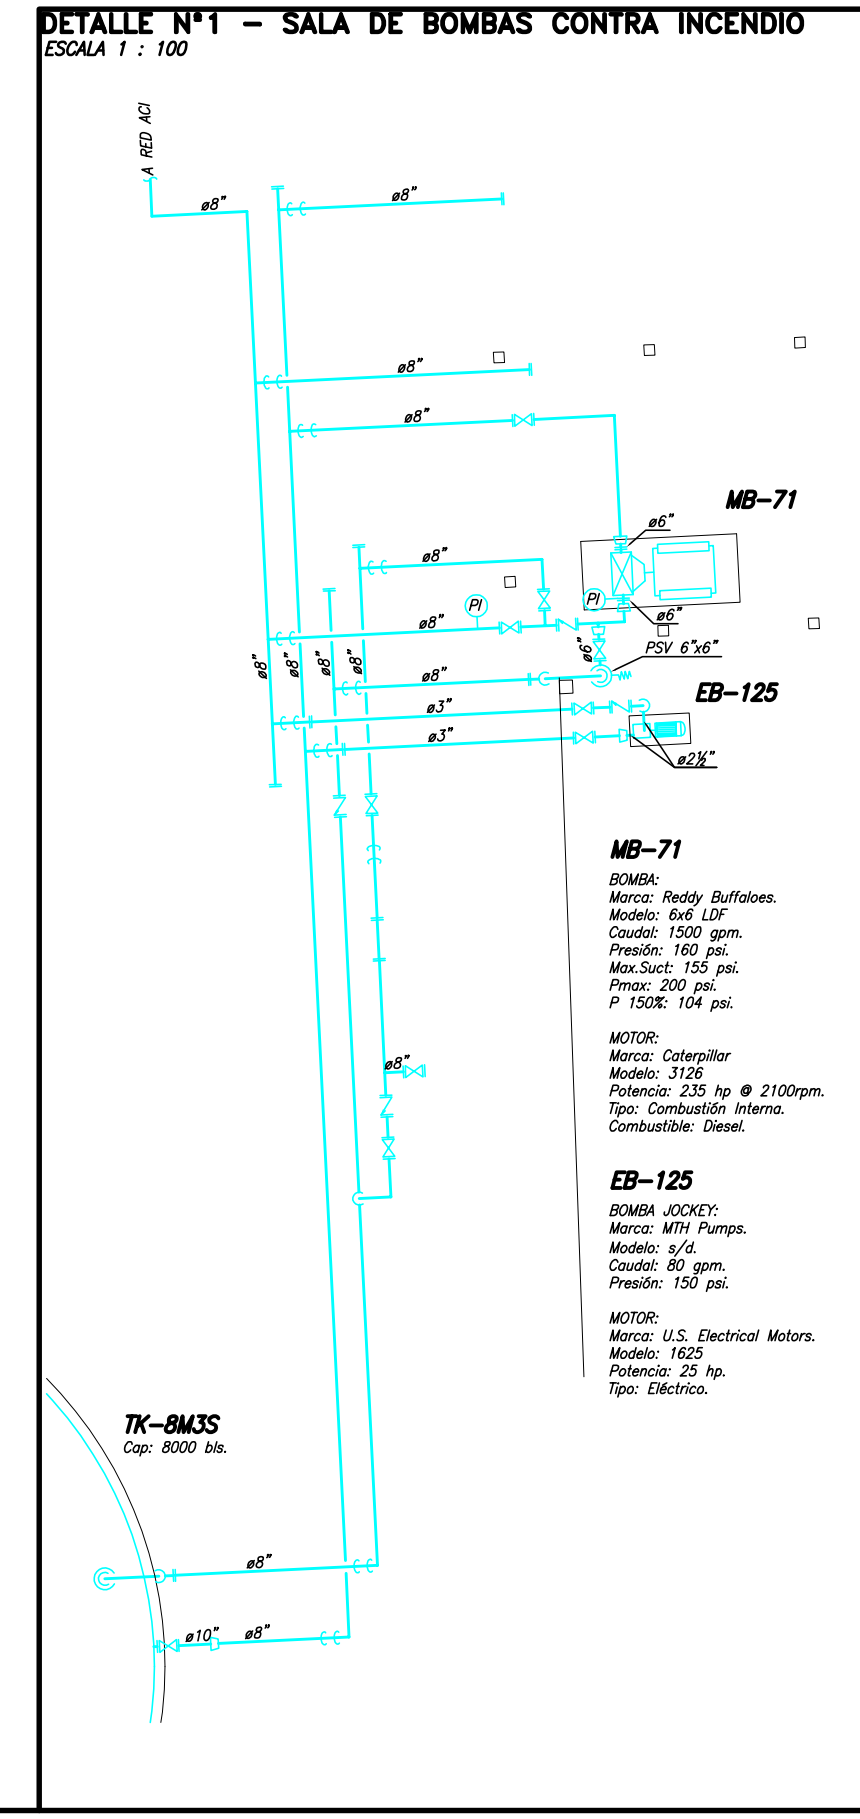 DETALLE Nº1 – SALA DE BOMBAS CONTRA INCENDIO
ESCALA 1 : 100
A RED ACI
ø8"
ø8"
ø8"
ø8"
MB-71
ø6"
ø8"
PI
PI
ø8"
ø6"
ø6"
PSV 6"x6"
ø8"
ø8"
ø8"
ø8"
ø8"
EB-125
ø3"
ø3"
ø2½"
MB-71
BOMBA:
Marca: Reddy Buffaloes.
Modelo: 6x6 LDF
Caudal: 1500 gpm.
Presión: 160 psi.
Max.Suct: 155 psi.
Pmax: 200 psi.
P 150%: 104 psi.
MOTOR:
Marca: Caterpillar
Modelo: 3126
Potencia: 235 hp @ 2100rpm.
Tipo: Combustión Interna.
Combustible: Diesel.
ø8"
EB-125
BOMBA JOCKEY:
Marca: MTH Pumps.
Modelo: s/d.
Caudal: 80 gpm.
Presión: 150 psi.
MOTOR:
Marca: U.S. Electrical Motors.
Modelo: 1625
Potencia: 25 hp.
Tipo: Eléctrico.
TK-8M3S
Cap: 8000 bls.
ø8"
ø10" ø8"